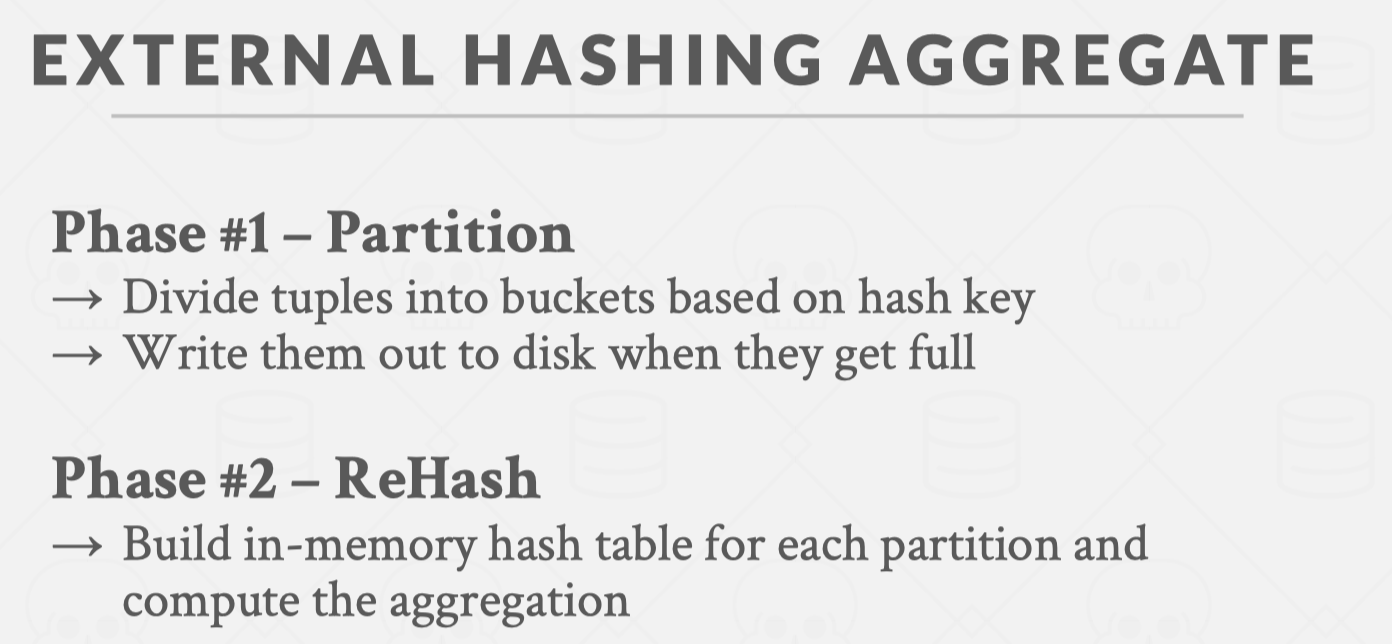 EXTERNAL HASHING AGGREGATE
Phase #1 – Partition
→ Divide tuples into buckets based on hash key
→ Write them out to disk when they get full
Phase #2 – ReHash
→ Build in-memory hash table for each partition and
compute the aggregation